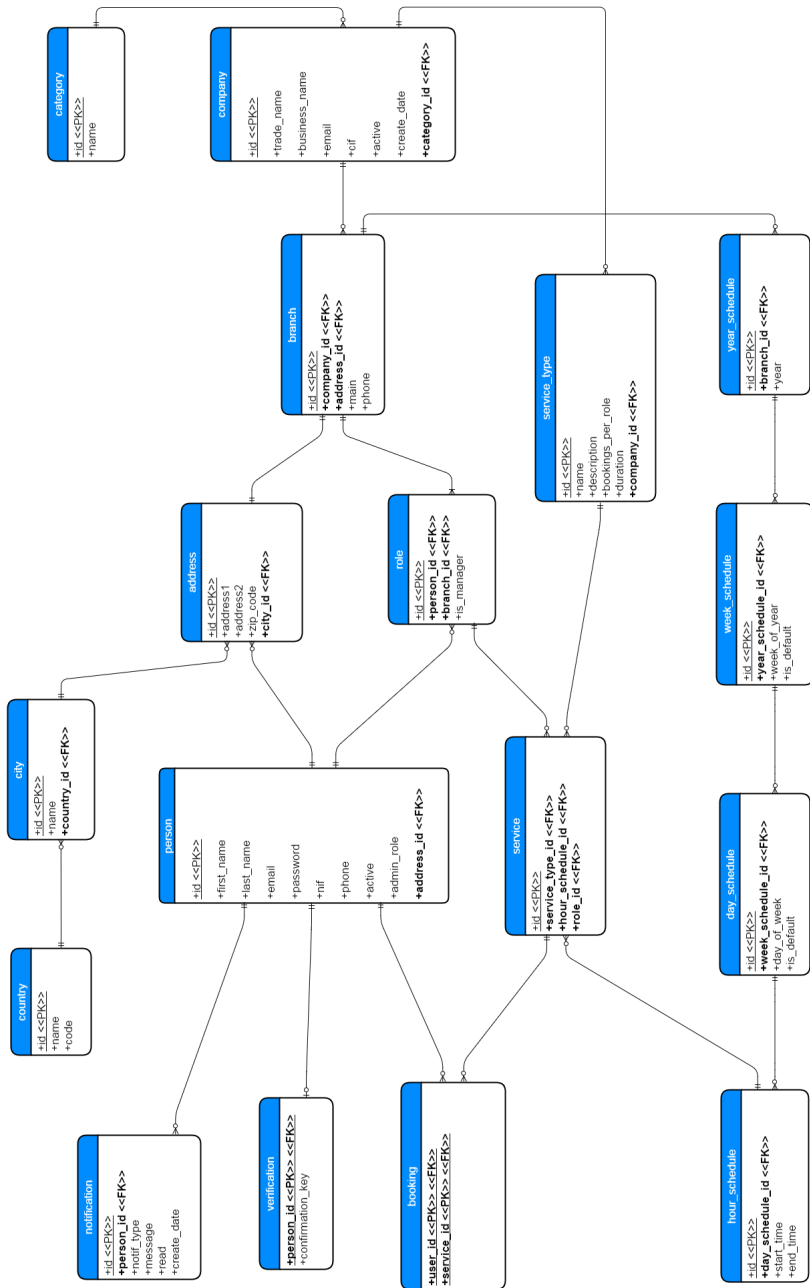 notification
+id <<PK>>
+person_id <<FK>>
+notif_type
+message
+read
+create_date
country
+id <<PK>>
+name
+code
city
+id <<PK>>
+name
+country_id <<FK>>
category
+id <<PK>>
+name
verification
+person_id <<PK>> <<FK>>
+confirmation_key
person
+id <<PK>>
+first_name
+last_name
+email
+password
+nif
+phone
+active
+admin_role
+address_id <<FK>>
address
+id <<PK>>
+address1
+address2
+zip_code
+city_id <<FK>>
company
+id <<PK>>
+trade_name
+business_name
+email
+cif
+active
+create_date
+category_id <<FK>>
branch
+id <<PK>>
+company_id <<FK>>
+address_id <<FK>>
+main
+phone
booking
+user_id <<PK>> <<FK>>
+service_id <<PK>> <<FK>>
role
+id <<PK>>
+person_id <<FK>>
+branch_id <<FK>>
+is_manager
service
+id <<PK>>
+service_type_id <<FK>>
+hour_schedule_id <<FK>>
+role_id <<FK>>
service_type
+id <<PK>>
+name
+description
+bookings_per_role
+duration
+company_id <<FK>>
hour_schedule
+id <<PK>>
+day_schedule_id <<FK>>
+start_time
+end_time
day_schedule
+id <<PK>>
+week_schedule_id <<FK>>
+day_of_week
+is_default
week_schedule
+id <<PK>>
+year_schedule_id <<FK>>
+week_of_year
+is_default
year_schedule
+id <<PK>>
+branch_id <<FK>>
+year